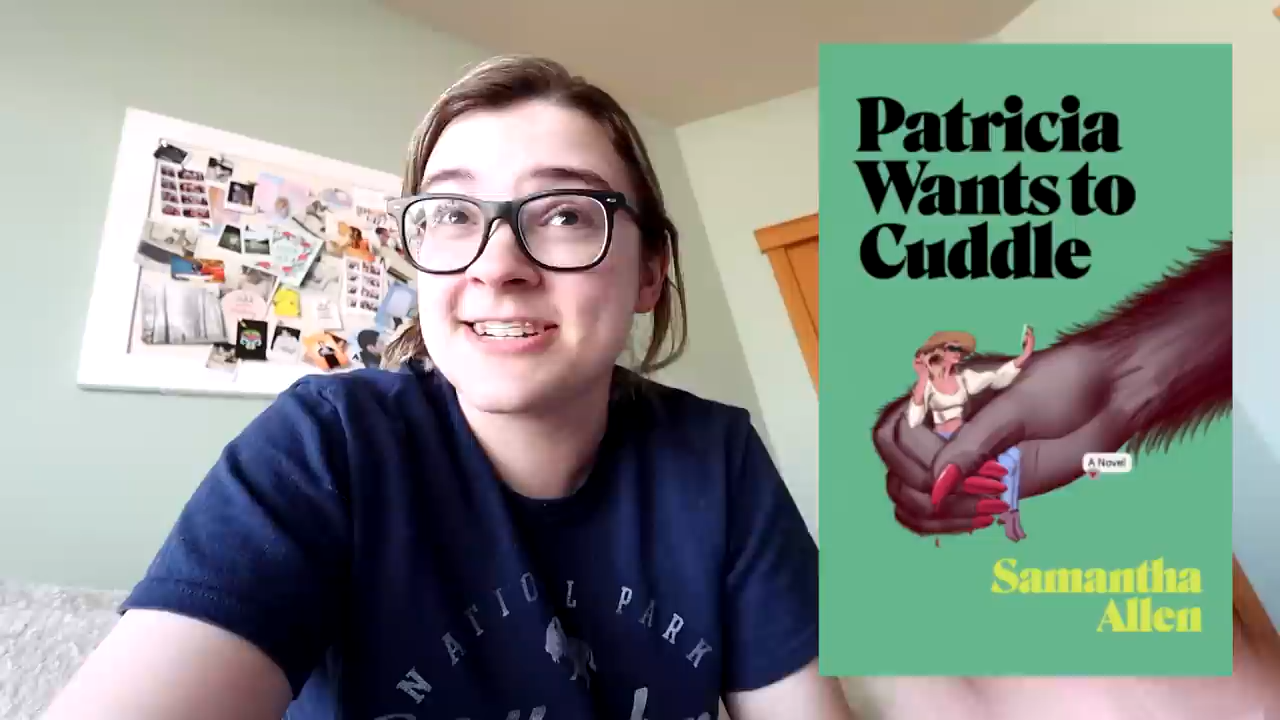 Patricia
Wants to
Cuddle
A Novel
Samantha
Allen
NATIONAL PARK